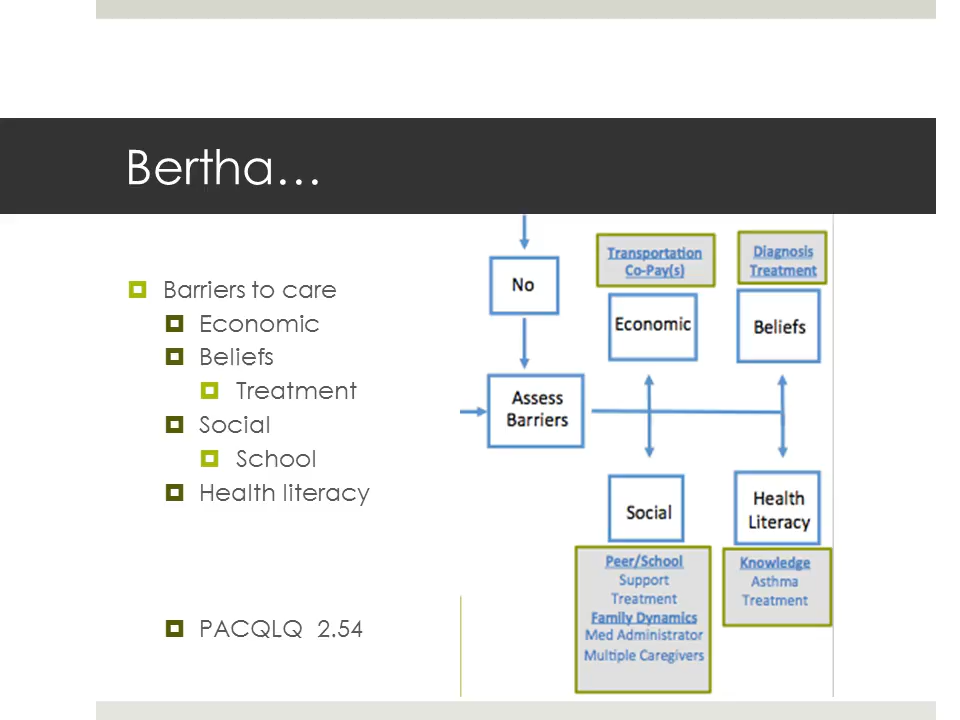 Bertha…
Barriers to care
Economic
Beliefs
Treatment
Social
School
Health literacy
PACQLQ 2.54
No
Assess
Barriers
Transportation
Co-Pay(s)
Economic
Diagnosis
Treatment
Beliefs
Social
Peer/School
Support
Treatment
Family Dynamics
Med Administrator
Multiple Caregivers
Health
Literacy
Knowledge
Asthma
Treatment